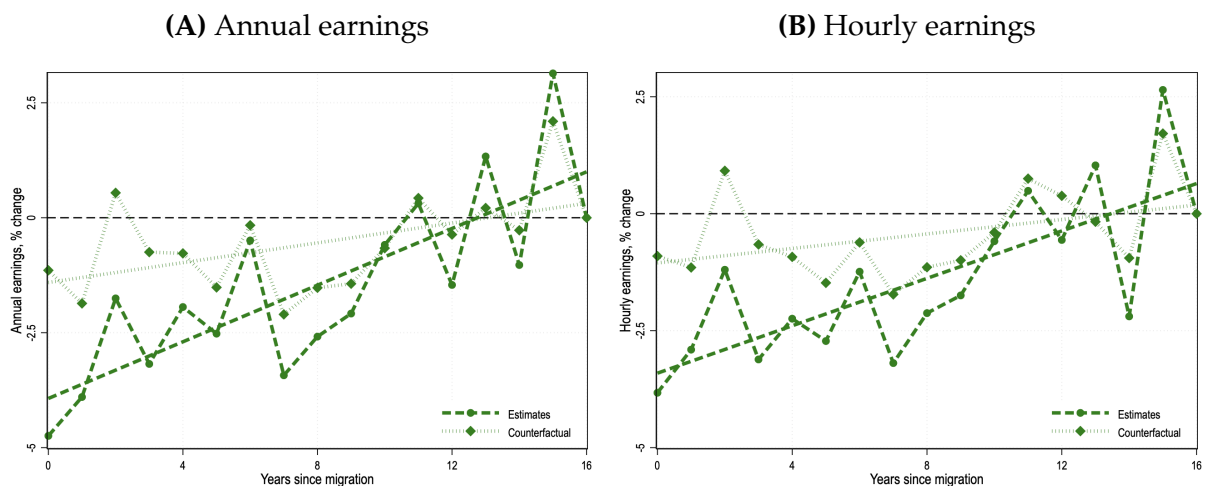 (A) Annual earnings
Annual earnings, % change
2.5
0
-2.5
-5
0 4 8 12 16
Years since migration
Estimates
Counterfactual
(B) Hourly earnings
Hourly earnings, % change
2.5
0
-2.5
-5
0 4 8 12 16
Years since migration
Estimates
Counterfactual